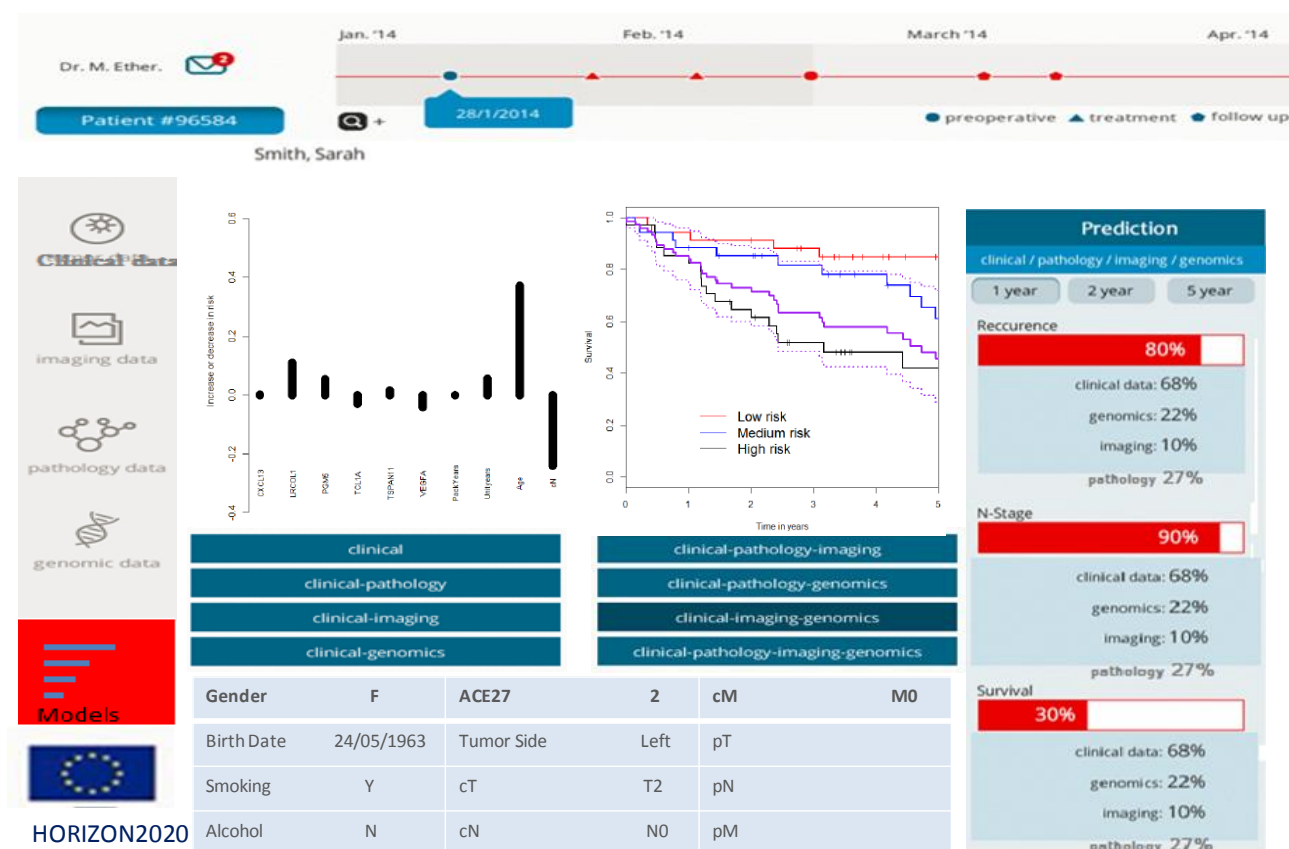 Jan. '14 Feb. '14 March '14 Apr. '14
Dr. M. Ether. 2
Patient #96584
28/1/2014
+
preoperative treatment follow up
Smith, Sarah
Clinical data
imaging data
pathology data
genomic data
Models
HORIZON2020
Increase or decrease in risk
0.6
0.4
0.2
0.0
-0.2
-0.4
CXCL13 LRCOL1 PGM5 TCL1A TSPAN11 VEGFA PackYears Unityears Age cN
Survival
1.0
0.8
0.6
0.4
0.2
0.0
Low risk
Medium risk
High risk
0 1 2 3 4 5
Time in years
clinical
clinical-pathology
clinical-imaging
clinical-genomics
clinical-pathology-imaging
clinical-pathology-genomics
clinical-imaging-genomics
clinical-pathology-imaging-genomics
Gender F ACE27 2 cM M0
Birth Date 24/05/1963 Tumor Side Left pT
Smoking Y cT T2 pN
Alcohol N cN N0 pM
Prediction
clinical / pathology / imaging / genomics
1 year 2 year 5 year
Reccurence
80%
clinical data: 68%
genomics: 22%
imaging: 10%
pathology 27%
N-Stage
90%
clinical data: 68%
genomics: 22%
imaging: 10%
pathology 27%
Survival
30%
clinical data: 68%
genomics: 22%
imaging: 10%
pathology 27%